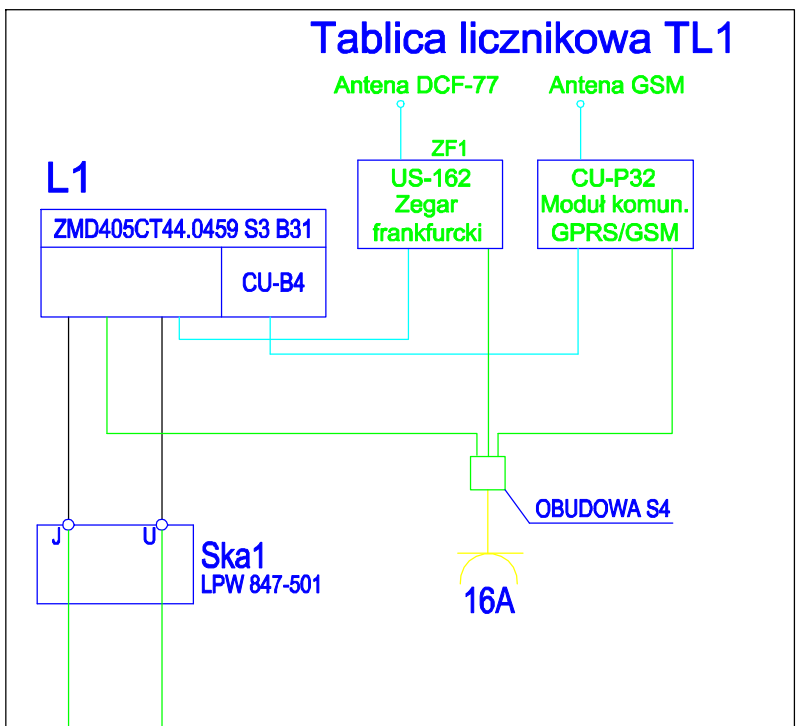 Tablica licznikowa TL1
Antena DCF-77
Antena GSM
ZF1
L1
US-162
Zegar
frankfurcki
CU-P32
Moduł komun.
GPRS/GSM
ZMD405CT44.0459 S3 B31
CU-B4
OBUDOWA S4
J
U
Ska1
LPW 847-501
16A